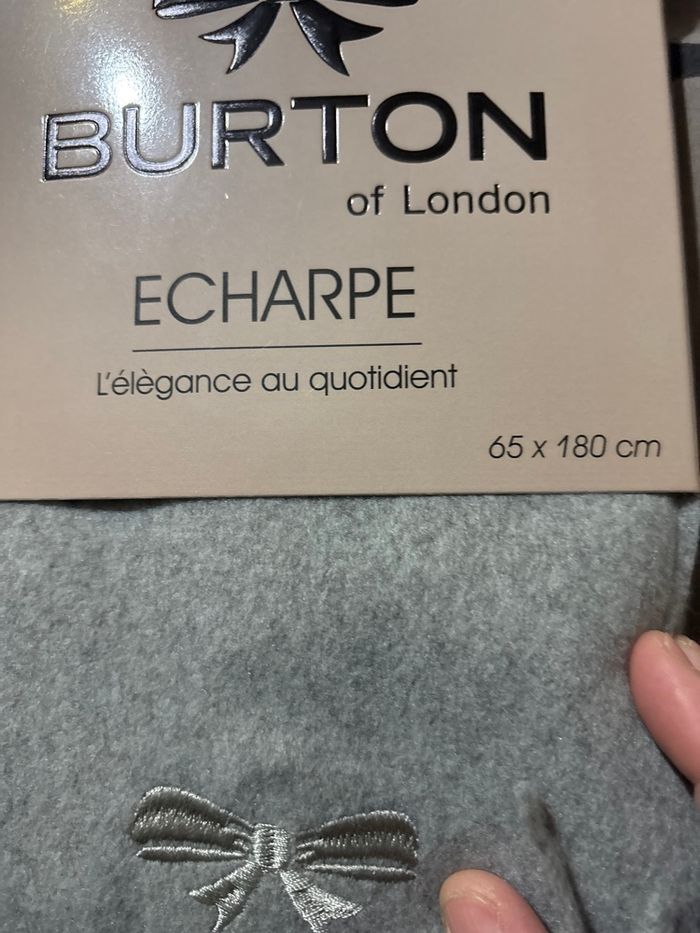 BURTON
of London
ECHARPE
L'élègance au quotidient
65 x 180 cm